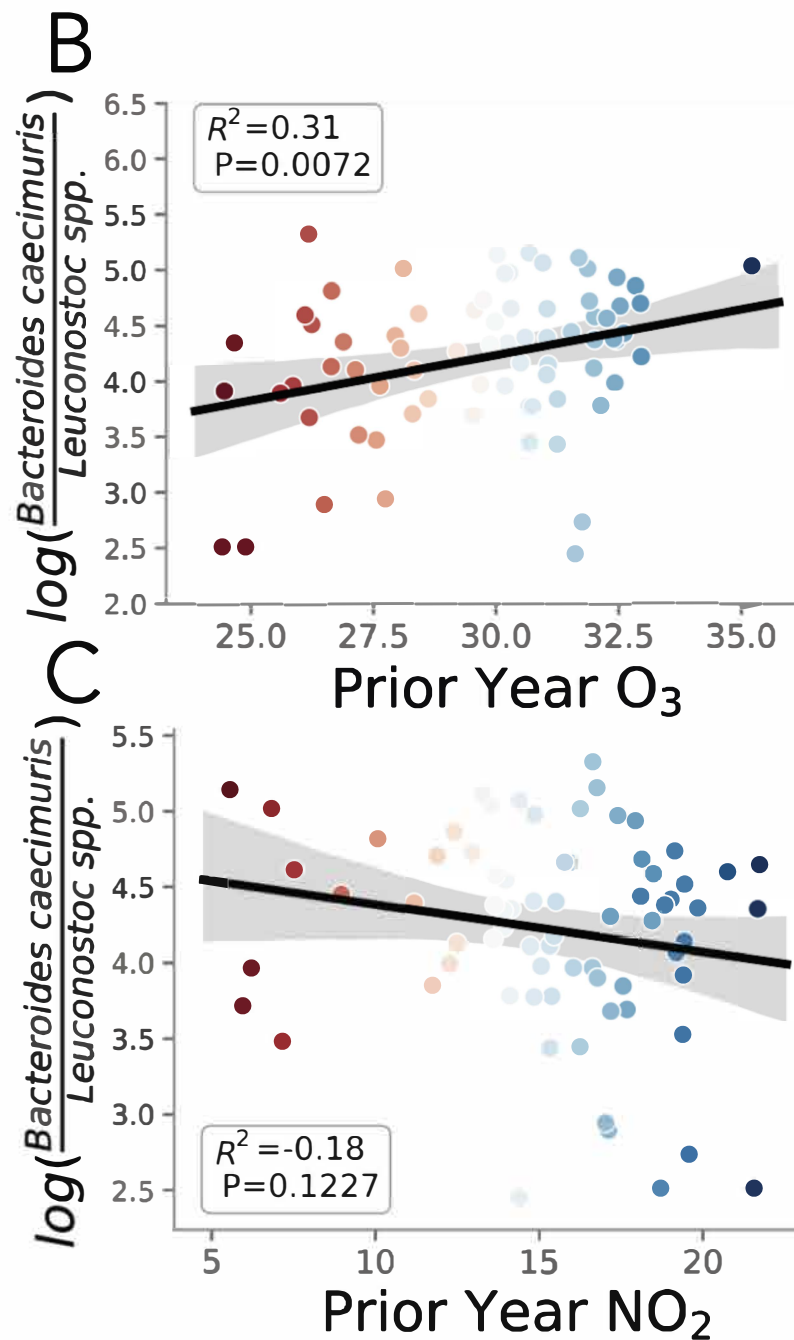 B
log(Bacteroides caecimuris
Leuconostoc spp.)
6.5
6.0
5.5
5.0
4.5
4.0
3.5
3.0
2.5
2.0
R²=0.31
P=0.0072
25.0 27.5 30.0 32.5 35.0
Prior Year O₃
C
log(Bacteroides caecimuris
Leuconostoc spp.)
5.5
5.0
4.5
4.0
3.5
3.0
2.5
R²=-0.18
P=0.1227
5 10 15 20
Prior Year NO₂